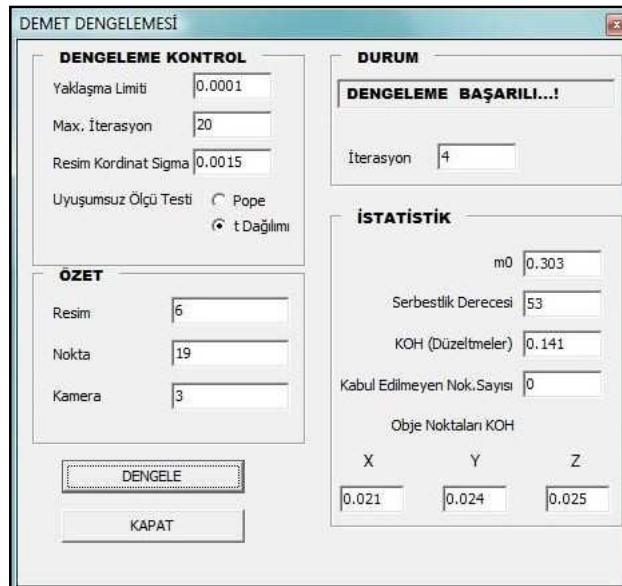 DEMET DENGELEMESİ
DENGELEME KONTROL
Yaklaşma Limiti 0.0001
Max. İterasyon 20
Resim Kordinat Sigma 0.0015
Uyuşumsuz Ölçü Testi Pope
t Dağılımı
ÖZET
Resim 6
Nokta 19
Kamera 3
DENGELE
KAPAT
DURUM
DENGELEME BAŞARILI...!
İterasyon 4
İSTATİSTİK
m0 0.303
Serbestlik Derecesi 53
KOH (Düzeltmeler) 0.141
Kabul Edilmeyen Nok.Sayısı 0
Obje Noktaları KOH
X Y Z
0.021 0.024 0.025